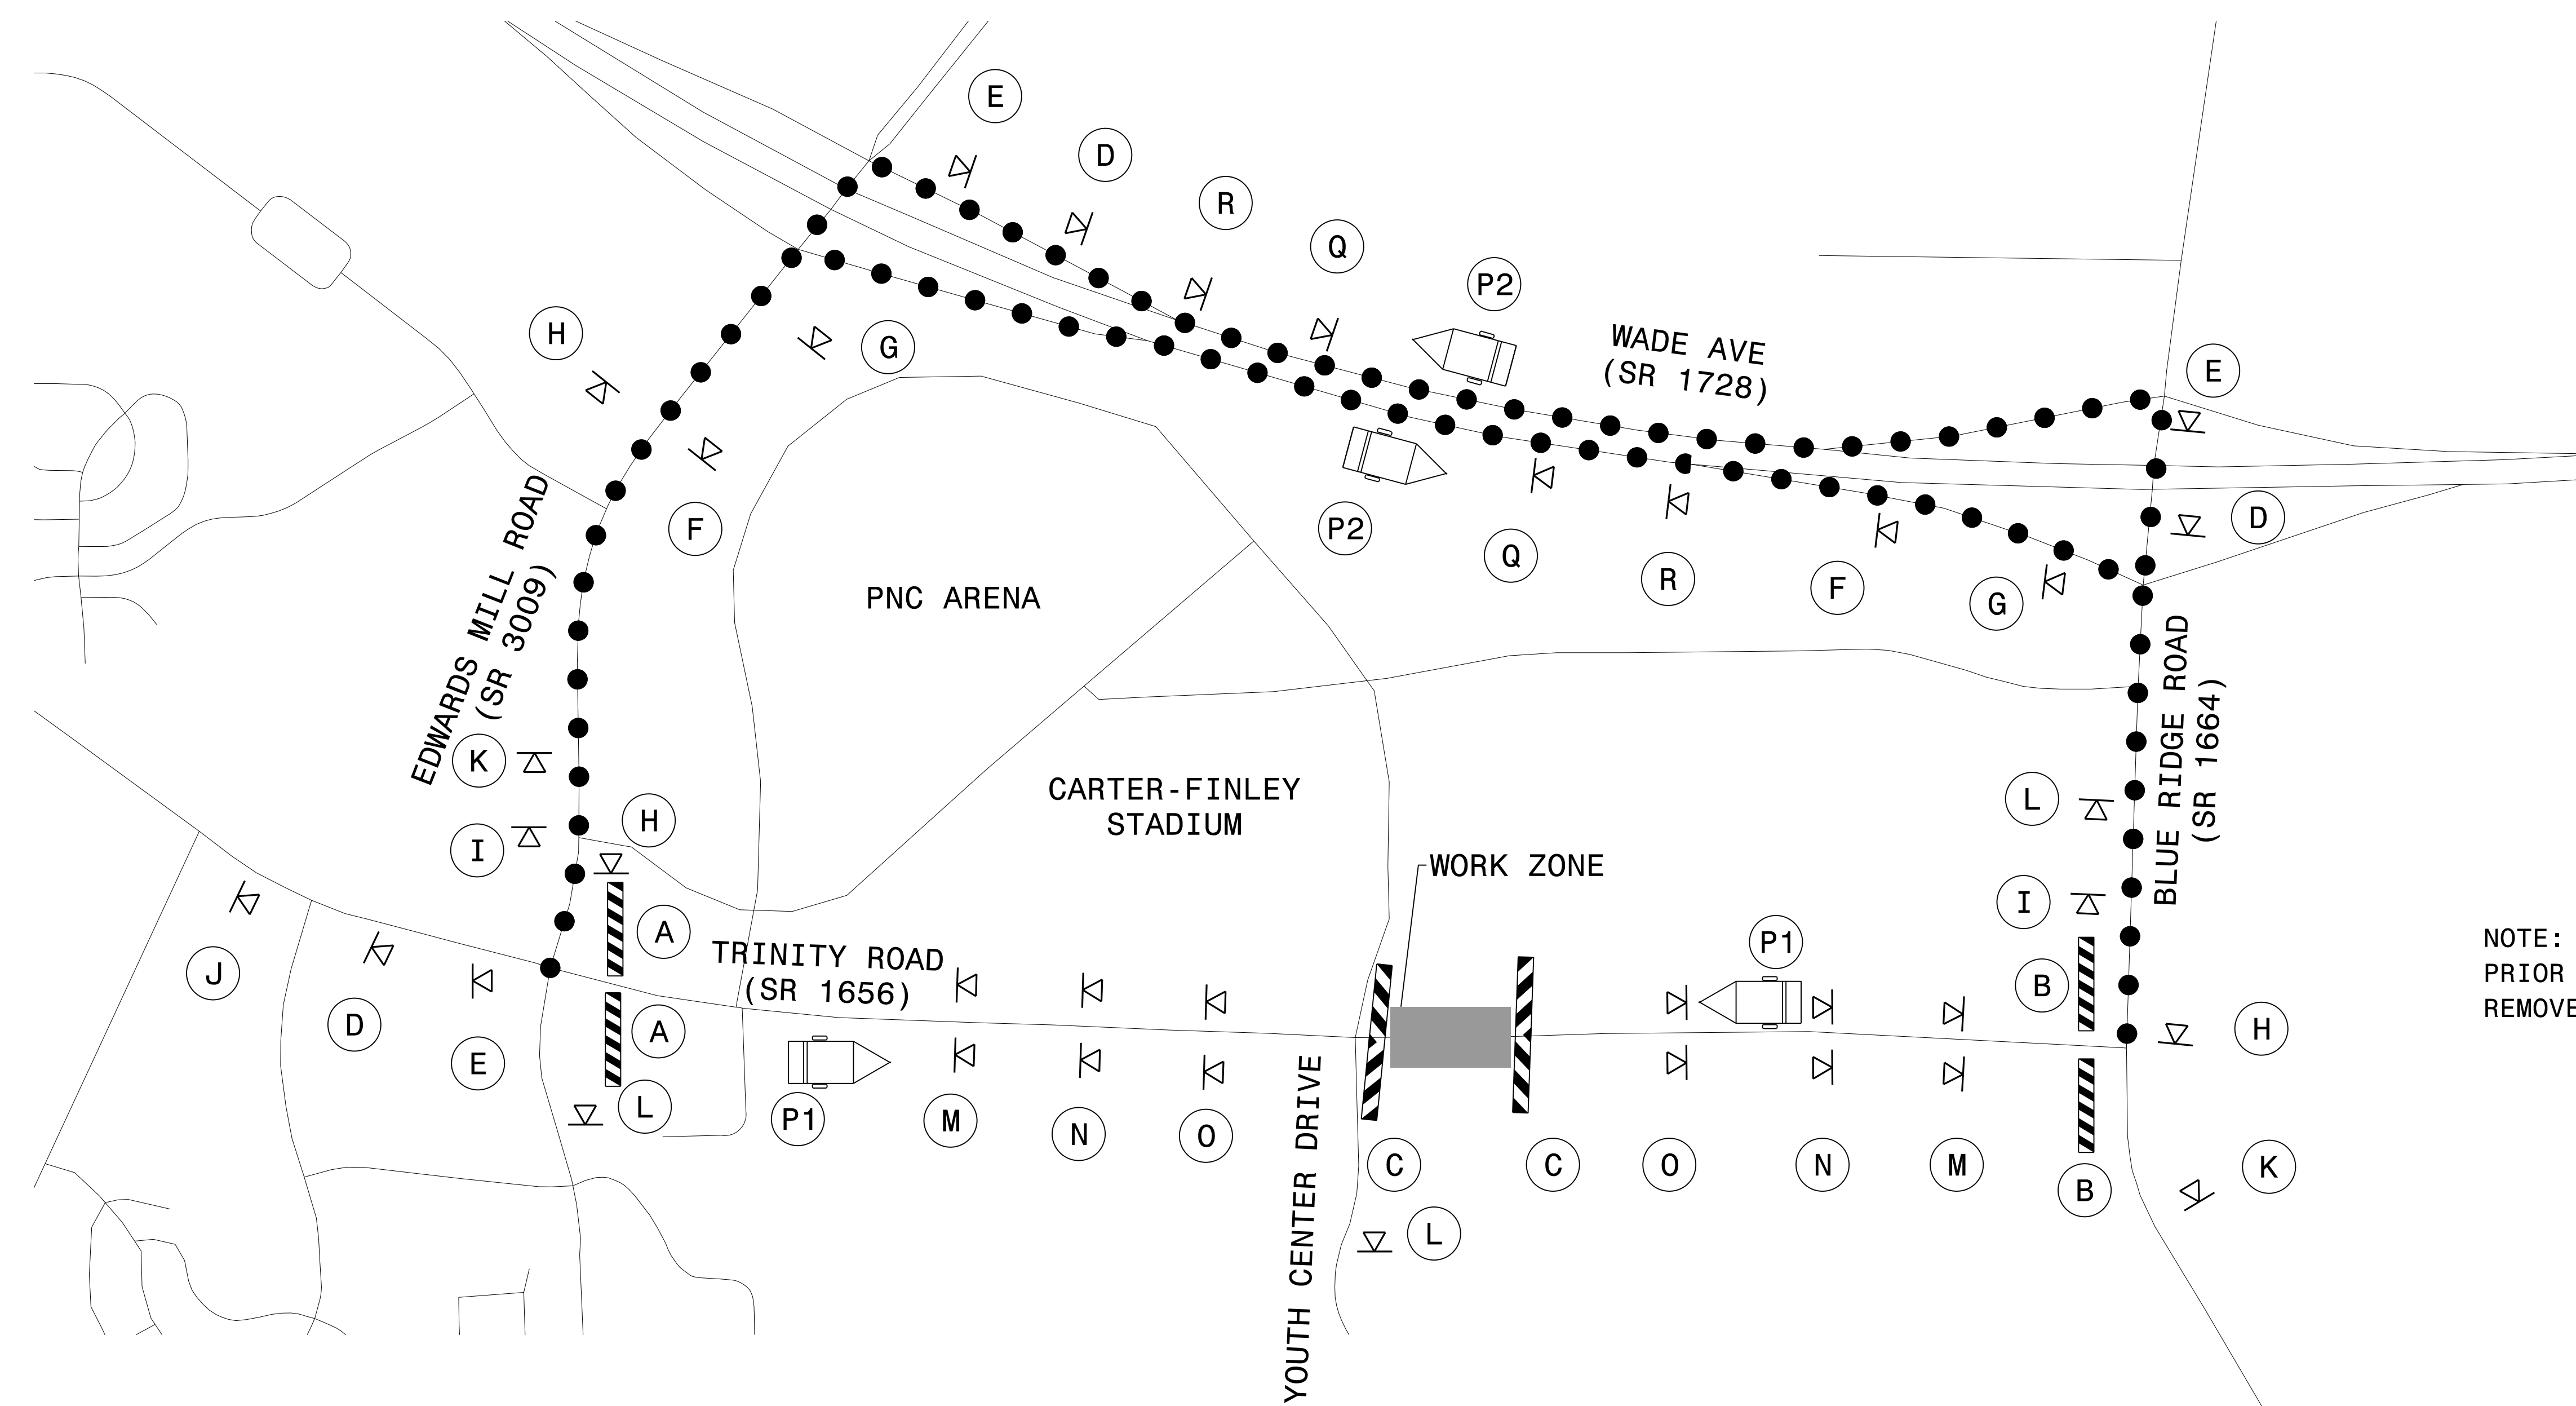 E
D
R
Q
P2
H
G
WADE AVE
(SR 1728)
E
F
P2
Q
R
F
G
D
EDWARDS MILL ROAD
(SR 3009)
PNC ARENA
BLUE RIDGE ROAD
(SR 1664)
K
I
H
CARTER-FINLEY
STADIUM
WORK ZONE
L
I
A
TRINITY ROAD
(SR 1656)
P1
B
NOTE:
PRIOR
REMOVE
J
D
E
A
L
P1
M
N
O
YOUTH CENTER DRIVE
C
C
O
N
M
B
H
K
L